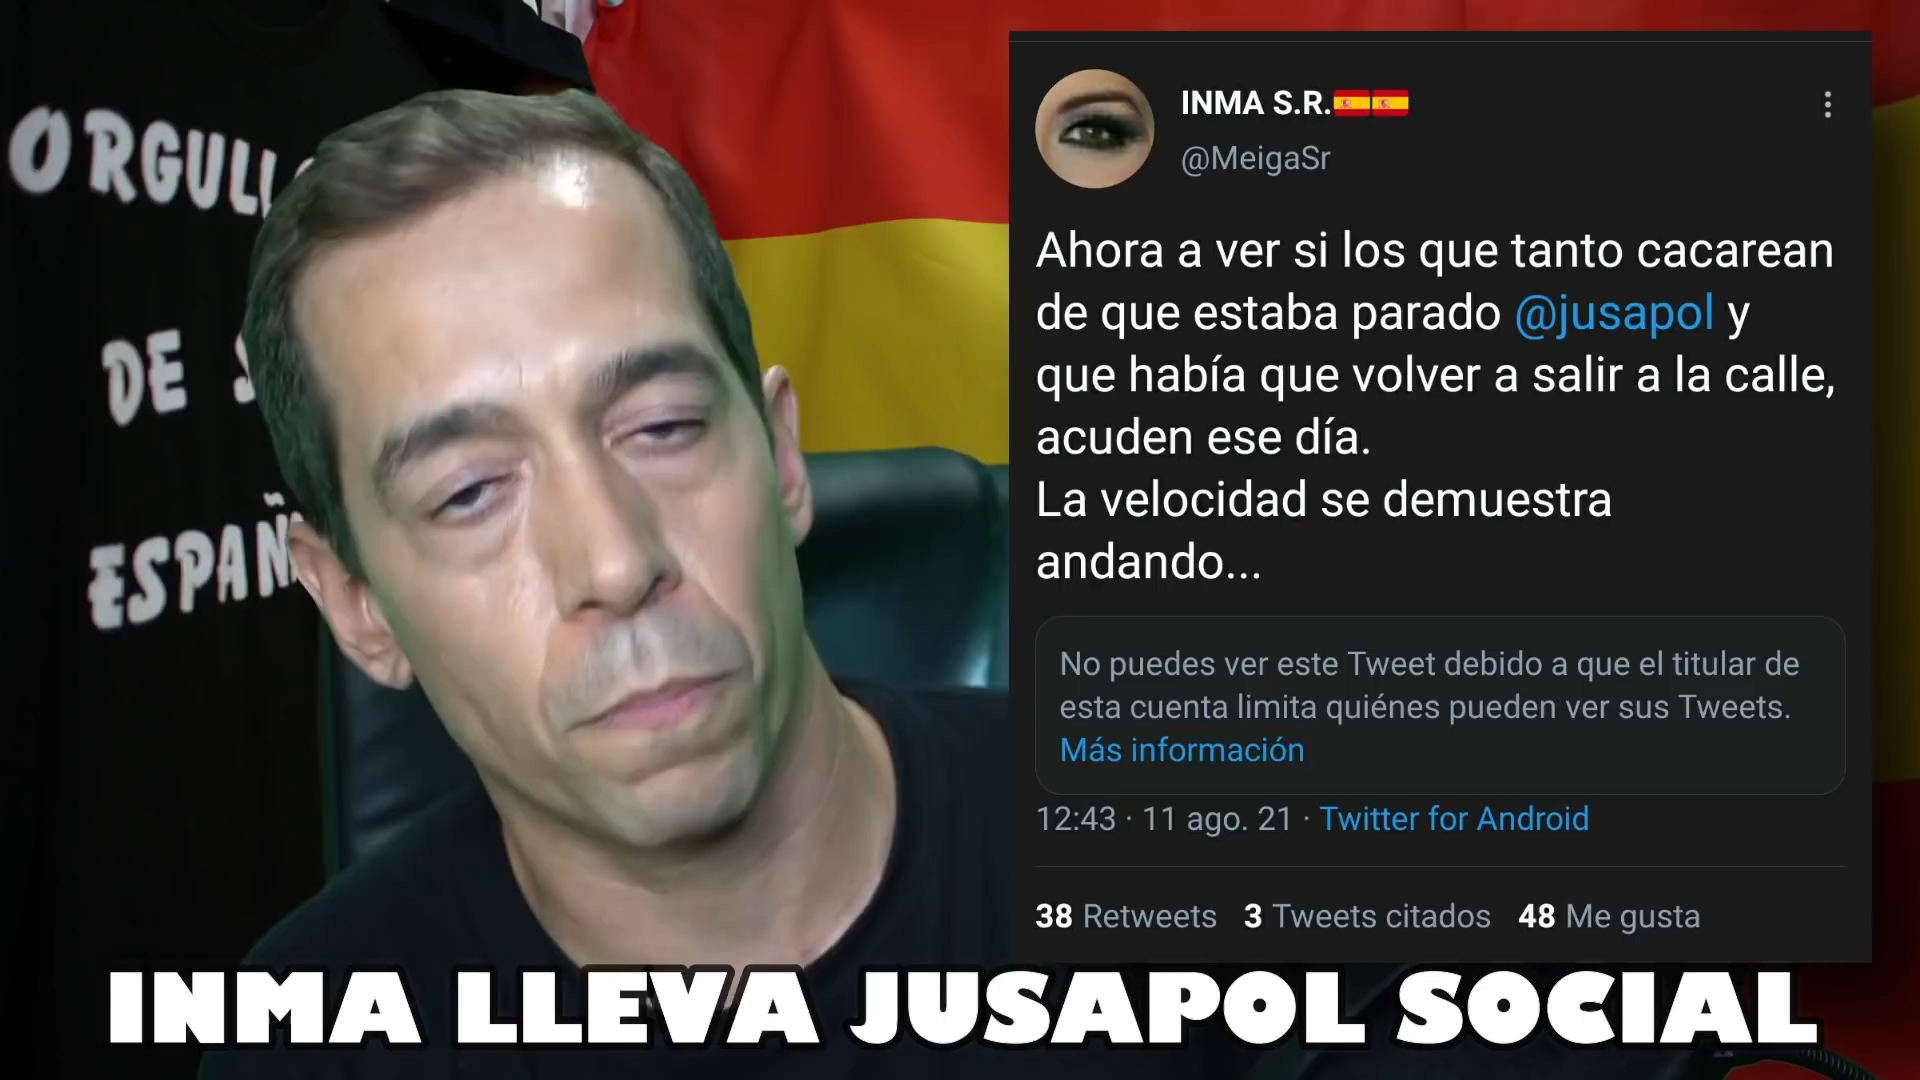 ORGULL
DE
ESPAÑ
INMA S.R.
@MeigaSr
Ahora a ver si los que tanto cacarean
de que estaba parado @jusapol y
que había que volver a salir a la calle,
acuden ese día.
La velocidad se demuestra
andando...
No puedes ver este Tweet debido a que el titular de
esta cuenta limita quiénes pueden ver sus Tweets.
Más información
12:43 · 11 ago. 21 · Twitter for Android
38 Retweets 3 Tweets citados 48 Me gusta
INMA LLEVA JUSAPOL SOCIAL